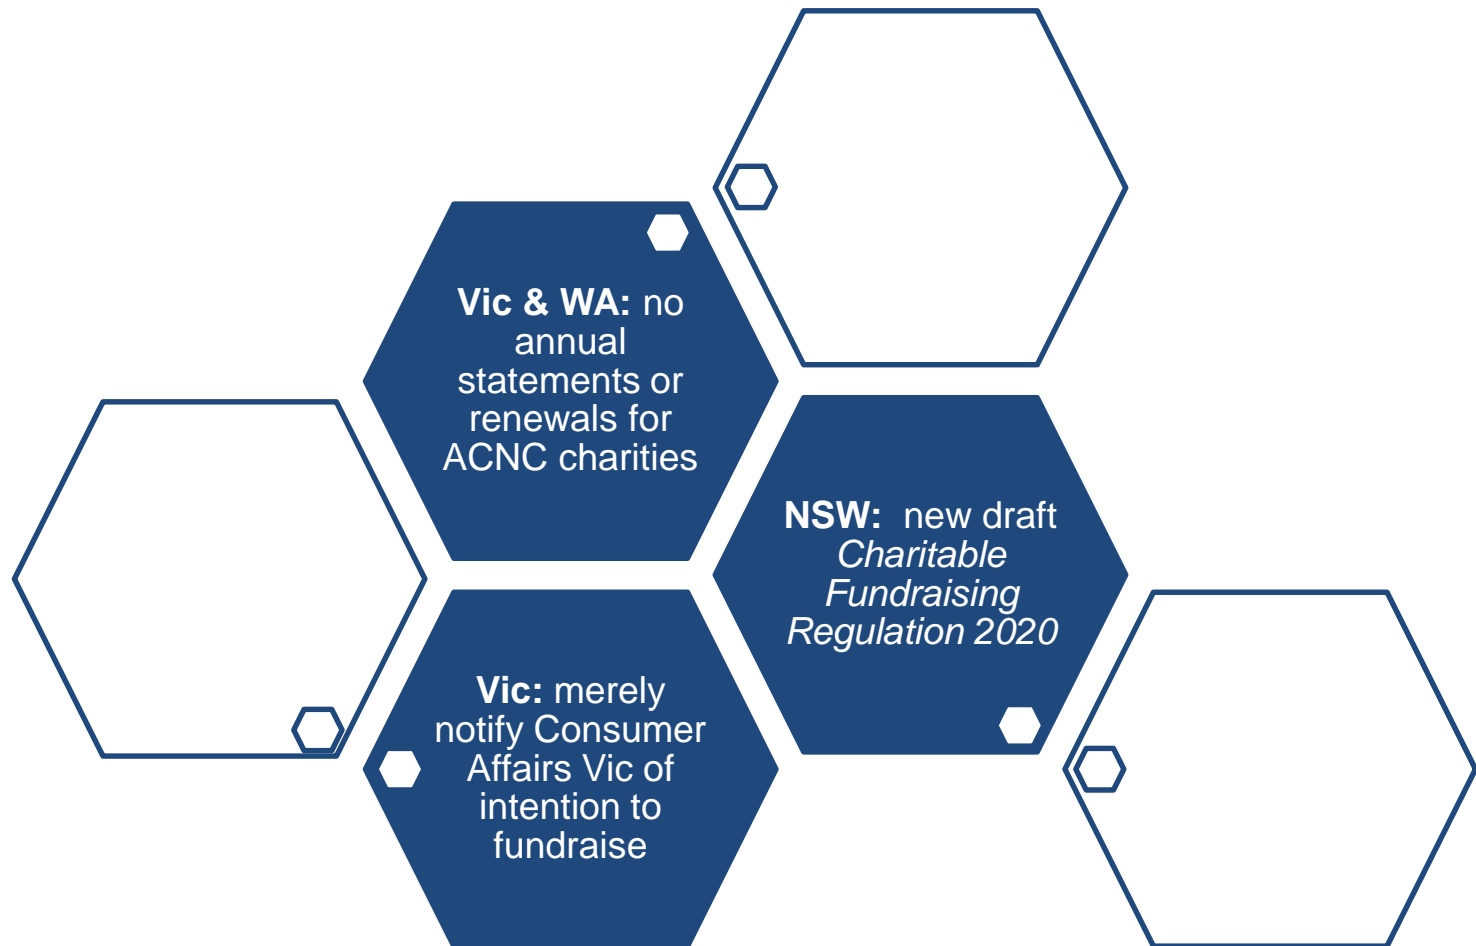 Vic & WA: no
annual
statements or
renewals for
ACNC charities
NSW:  new draft
Charitable
Fundraising
Regulation 2020
Vic: merely
notify Consumer
Affairs Vic of
intention to
fundraise